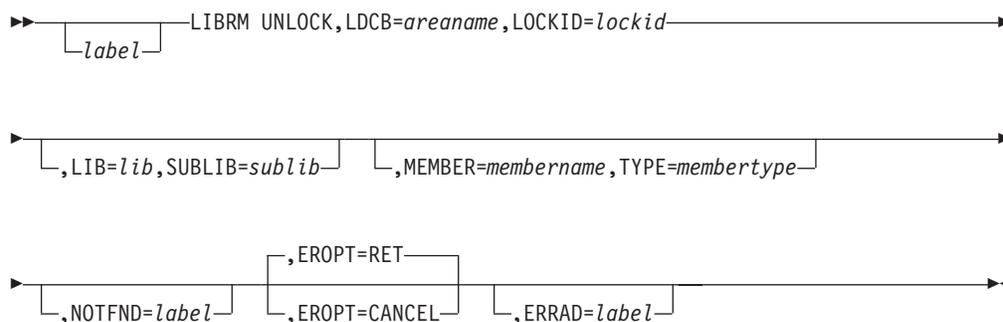 LIBRM UNLOCK,LDCB=areaname,LOCKID=lockid
label
,LIB=lib,SUBLIB=sublib
,MEMBER=membername,TYPE=membertype
,EROPT=RET
,NOTFND=label
,EROPT=CANCEL
,ERRAD=label